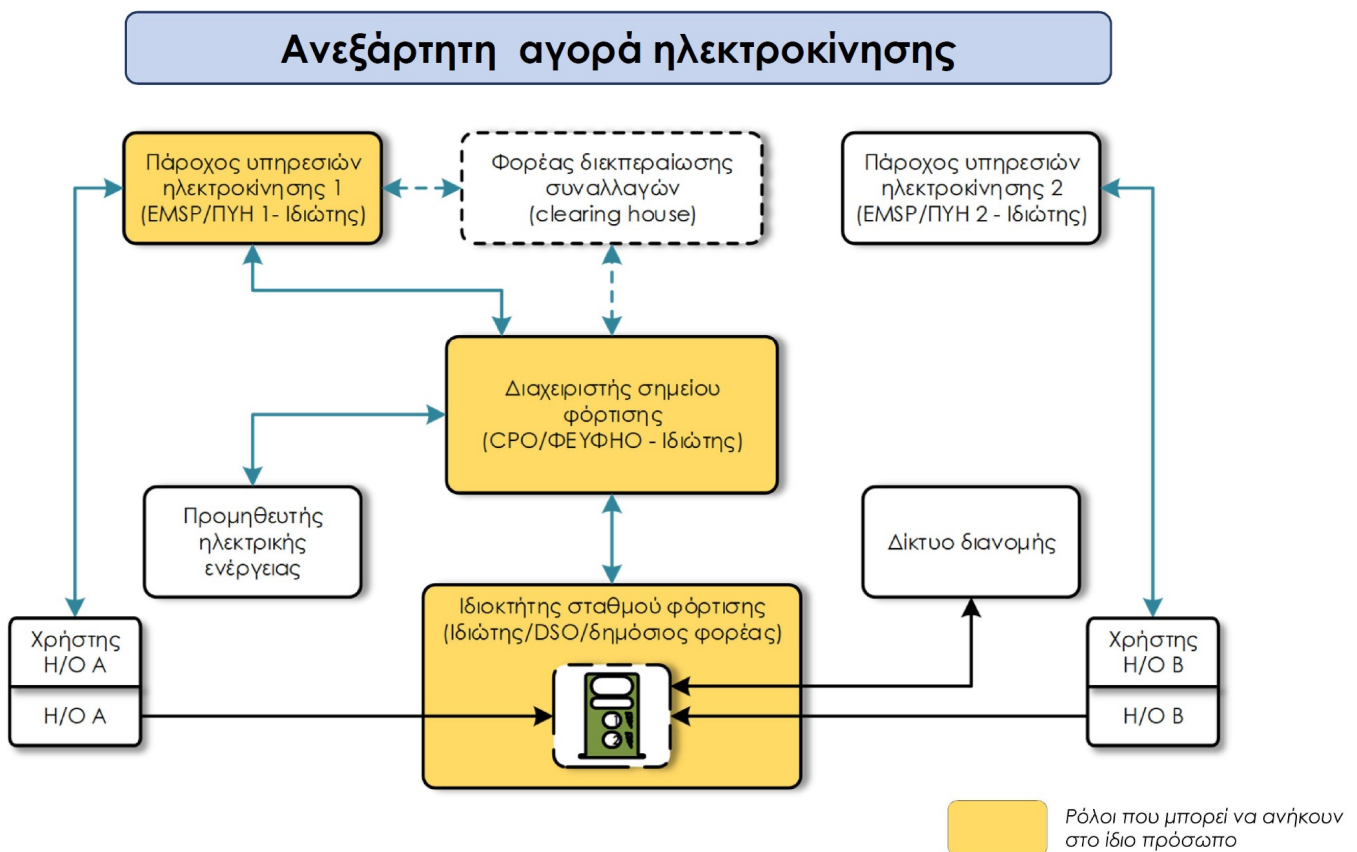 Ανεξάρτητη αγορά ηλεκτροκίνησης
Πάροχος υπηρεσιών
ηλεκτροκίνησης 1
(EMSP/ΠΥΗ 1- Ιδιώτης)
Φορέας διεκπεραίωσης
συναλλαγών
(clearing house)
Πάροχος υπηρεσιών
ηλεκτροκίνησης 2
(EMSP/ΠΥΗ 2 - Ιδιώτης)
Διαχειριστής σημείου
φόρτισης
(CPO/ΦΕΥΦΗΟ - Ιδιώτης)
Προμηθευτής
ηλεκτρικής
ενέργειας
Δίκτυο διανομής
Ιδιοκτήτης σταθμού φόρτισης
(Ιδιώτης/DSO/δημόσιος φορέας)
Χρήστης
Η/Ο Α
Η/Ο Α
Χρήστης
Η/Ο Β
Η/Ο Β
Ρόλοι που μπορεί να ανήκουν
στο ίδιο πρόσωπο